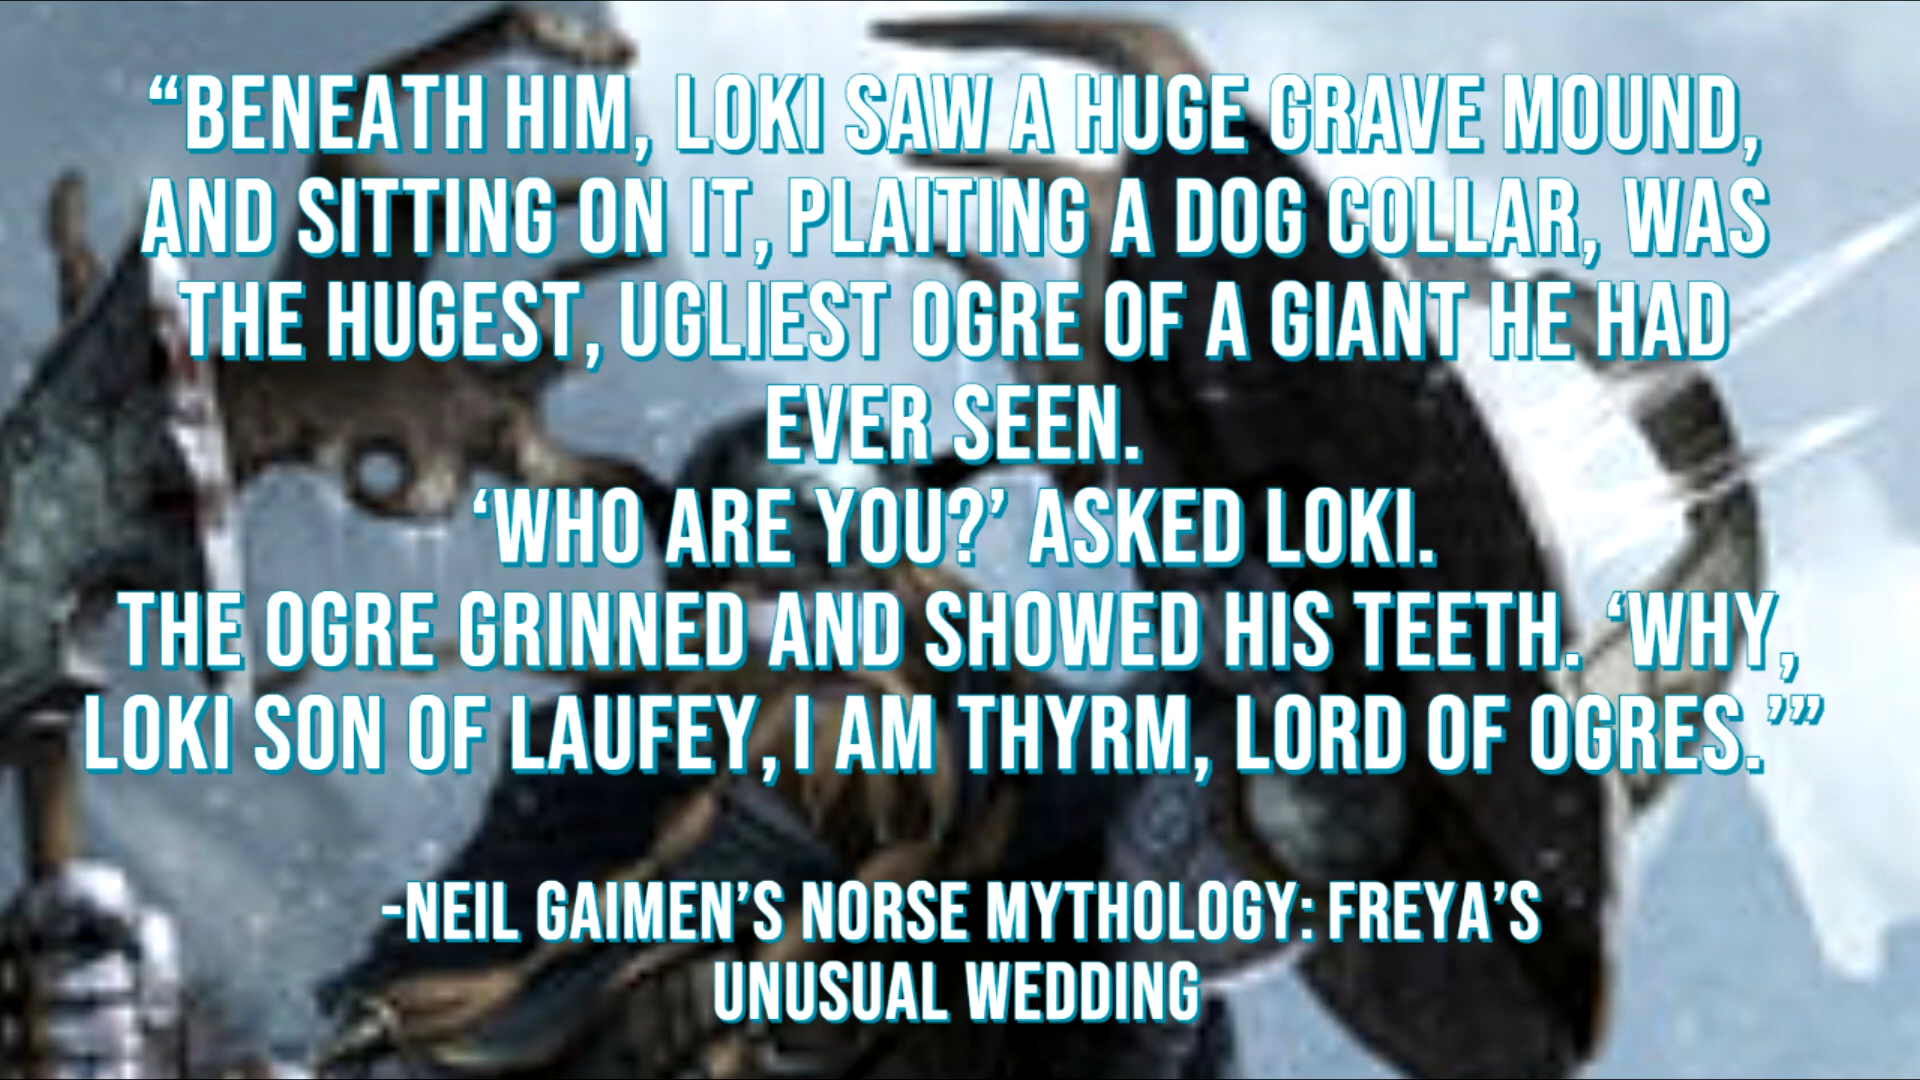 “BENEATH HIM, LOKI SAW A HUGE GRAVE MOUND,
AND SITTING ON IT, PLAITING A DOG COLLAR, WAS
THE HUGEST, UGLIEST OGRE OF A GIANT HE HAD
EVER SEEN.
‘WHO ARE YOU?’ ASKED LOKI.
THE OGRE GRINNED AND SHOWED HIS TEETH. ‘WHY,
LOKI SON OF LAUFEY, I AM THYRM, LORD OF OGRES.’”
-NEIL GAIMEN’S NORSE MYTHOLOGY: FREYA’S
UNUSUAL WEDDING